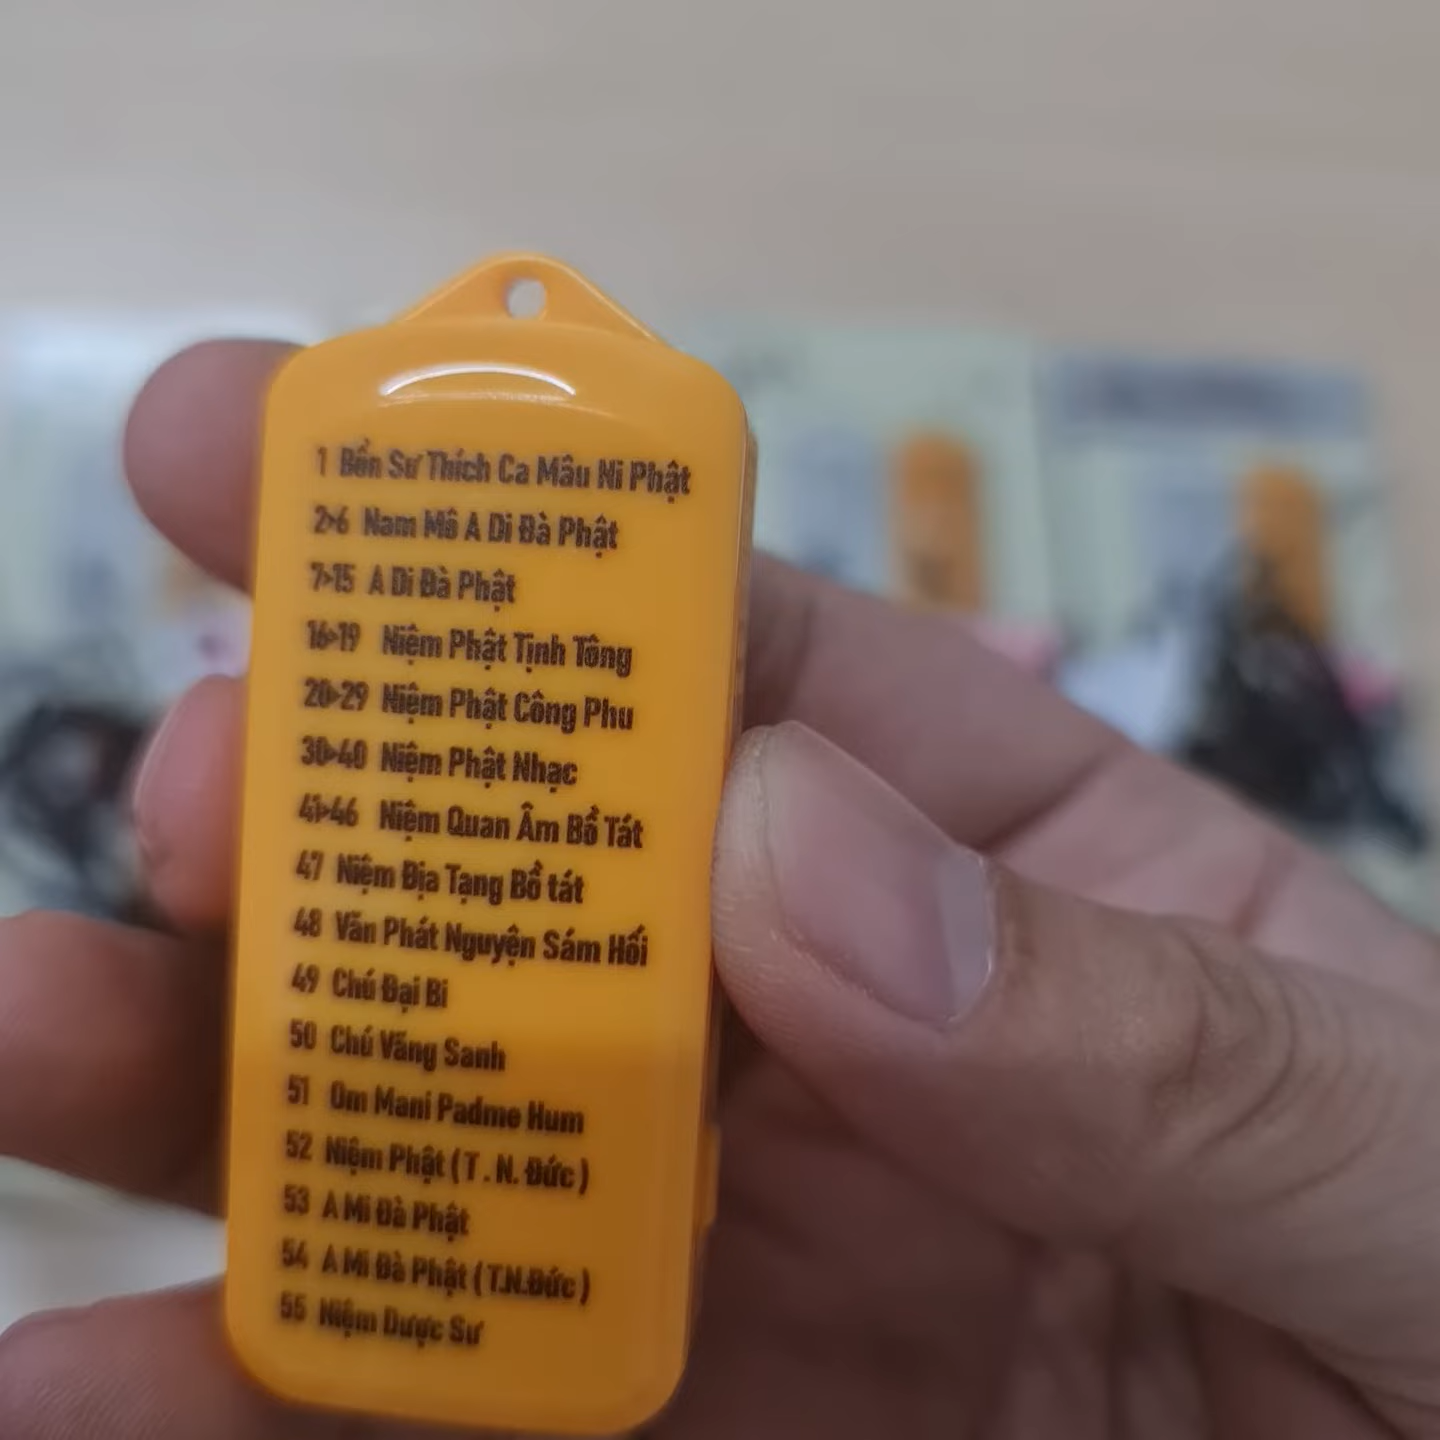 1 Bổn Sư Thích Ca Mâu Ni Phật
2>6 Nam Mô A Di Đà Phật
7>15 A Di Đà Phật
16>19 Niệm Phật Tịnh Tông
20>29 Niệm Phật Công Phu
30>40 Niệm Phật Nhạc
41>46 Niệm Quan Âm Bồ Tát
47 Niệm Địa Tạng Bồ tát
48 Văn Phát Nguyện Sám Hối
49 Chú Đại Bi
50 Chú Vãng Sanh
51 Om Mani Padme Hum
52 Niệm Phật (T . N. Đức)
53 A Mi Đà Phật
54 A Mi Đà Phật (T.N.Đức)
55 Niệm Dược Sư